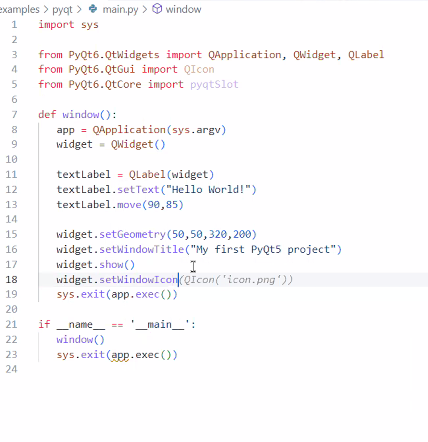 examples > pyqt > main.py > window
1 import sys
2
3 from PyQt6.QtWidgets import QApplication, QWidget, QLabel
4 from PyQt6.QtGui import QIcon
5 from PyQt6.QtCore import pyqtSlot
6
7 def window():
8 app = QApplication(sys.argv)
9 widget = QWidget()
10
11 textLabel = QLabel(widget)
12 textLabel.setText("Hello World!")
13 textLabel.move(90,85)
14
15 widget.setGeometry(50,50,320,200)
16 widget.setWindowTitle("My first PyQt5 project")
17 widget.show()
18 widget.setWindowIcon(QIcon('icon.png'))
19 sys.exit(app.exec())
20
21 if __name__ == '__main__':
22 window()
23 sys.exit(app.exec())
24